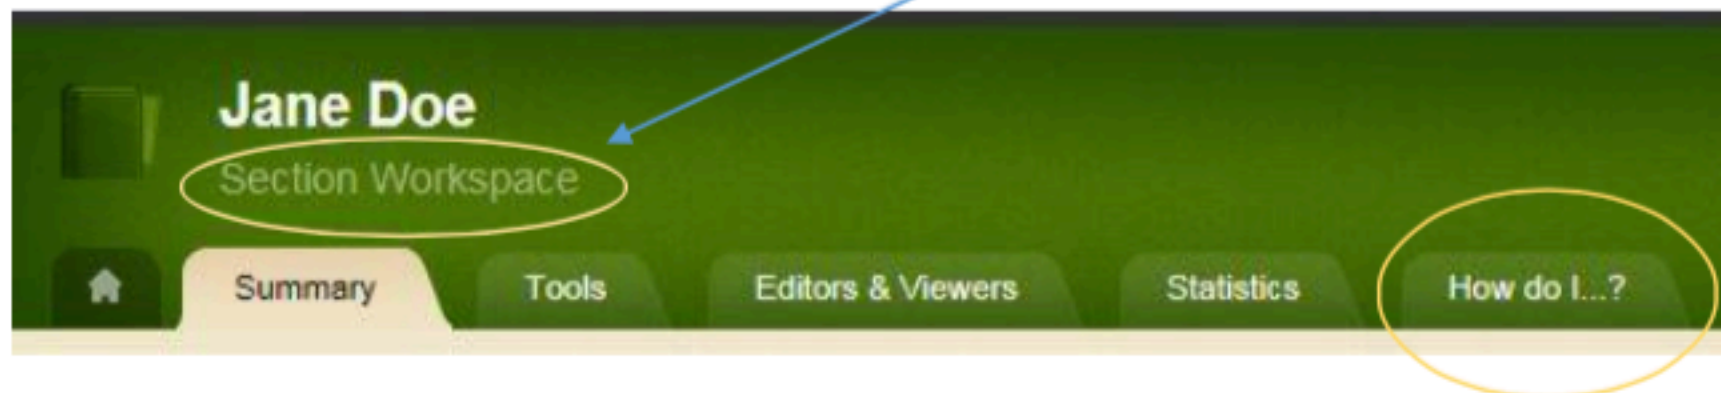 Jane Doe
Section Workspace
Summary Tools Editors & Viewers Statistics How do I...?